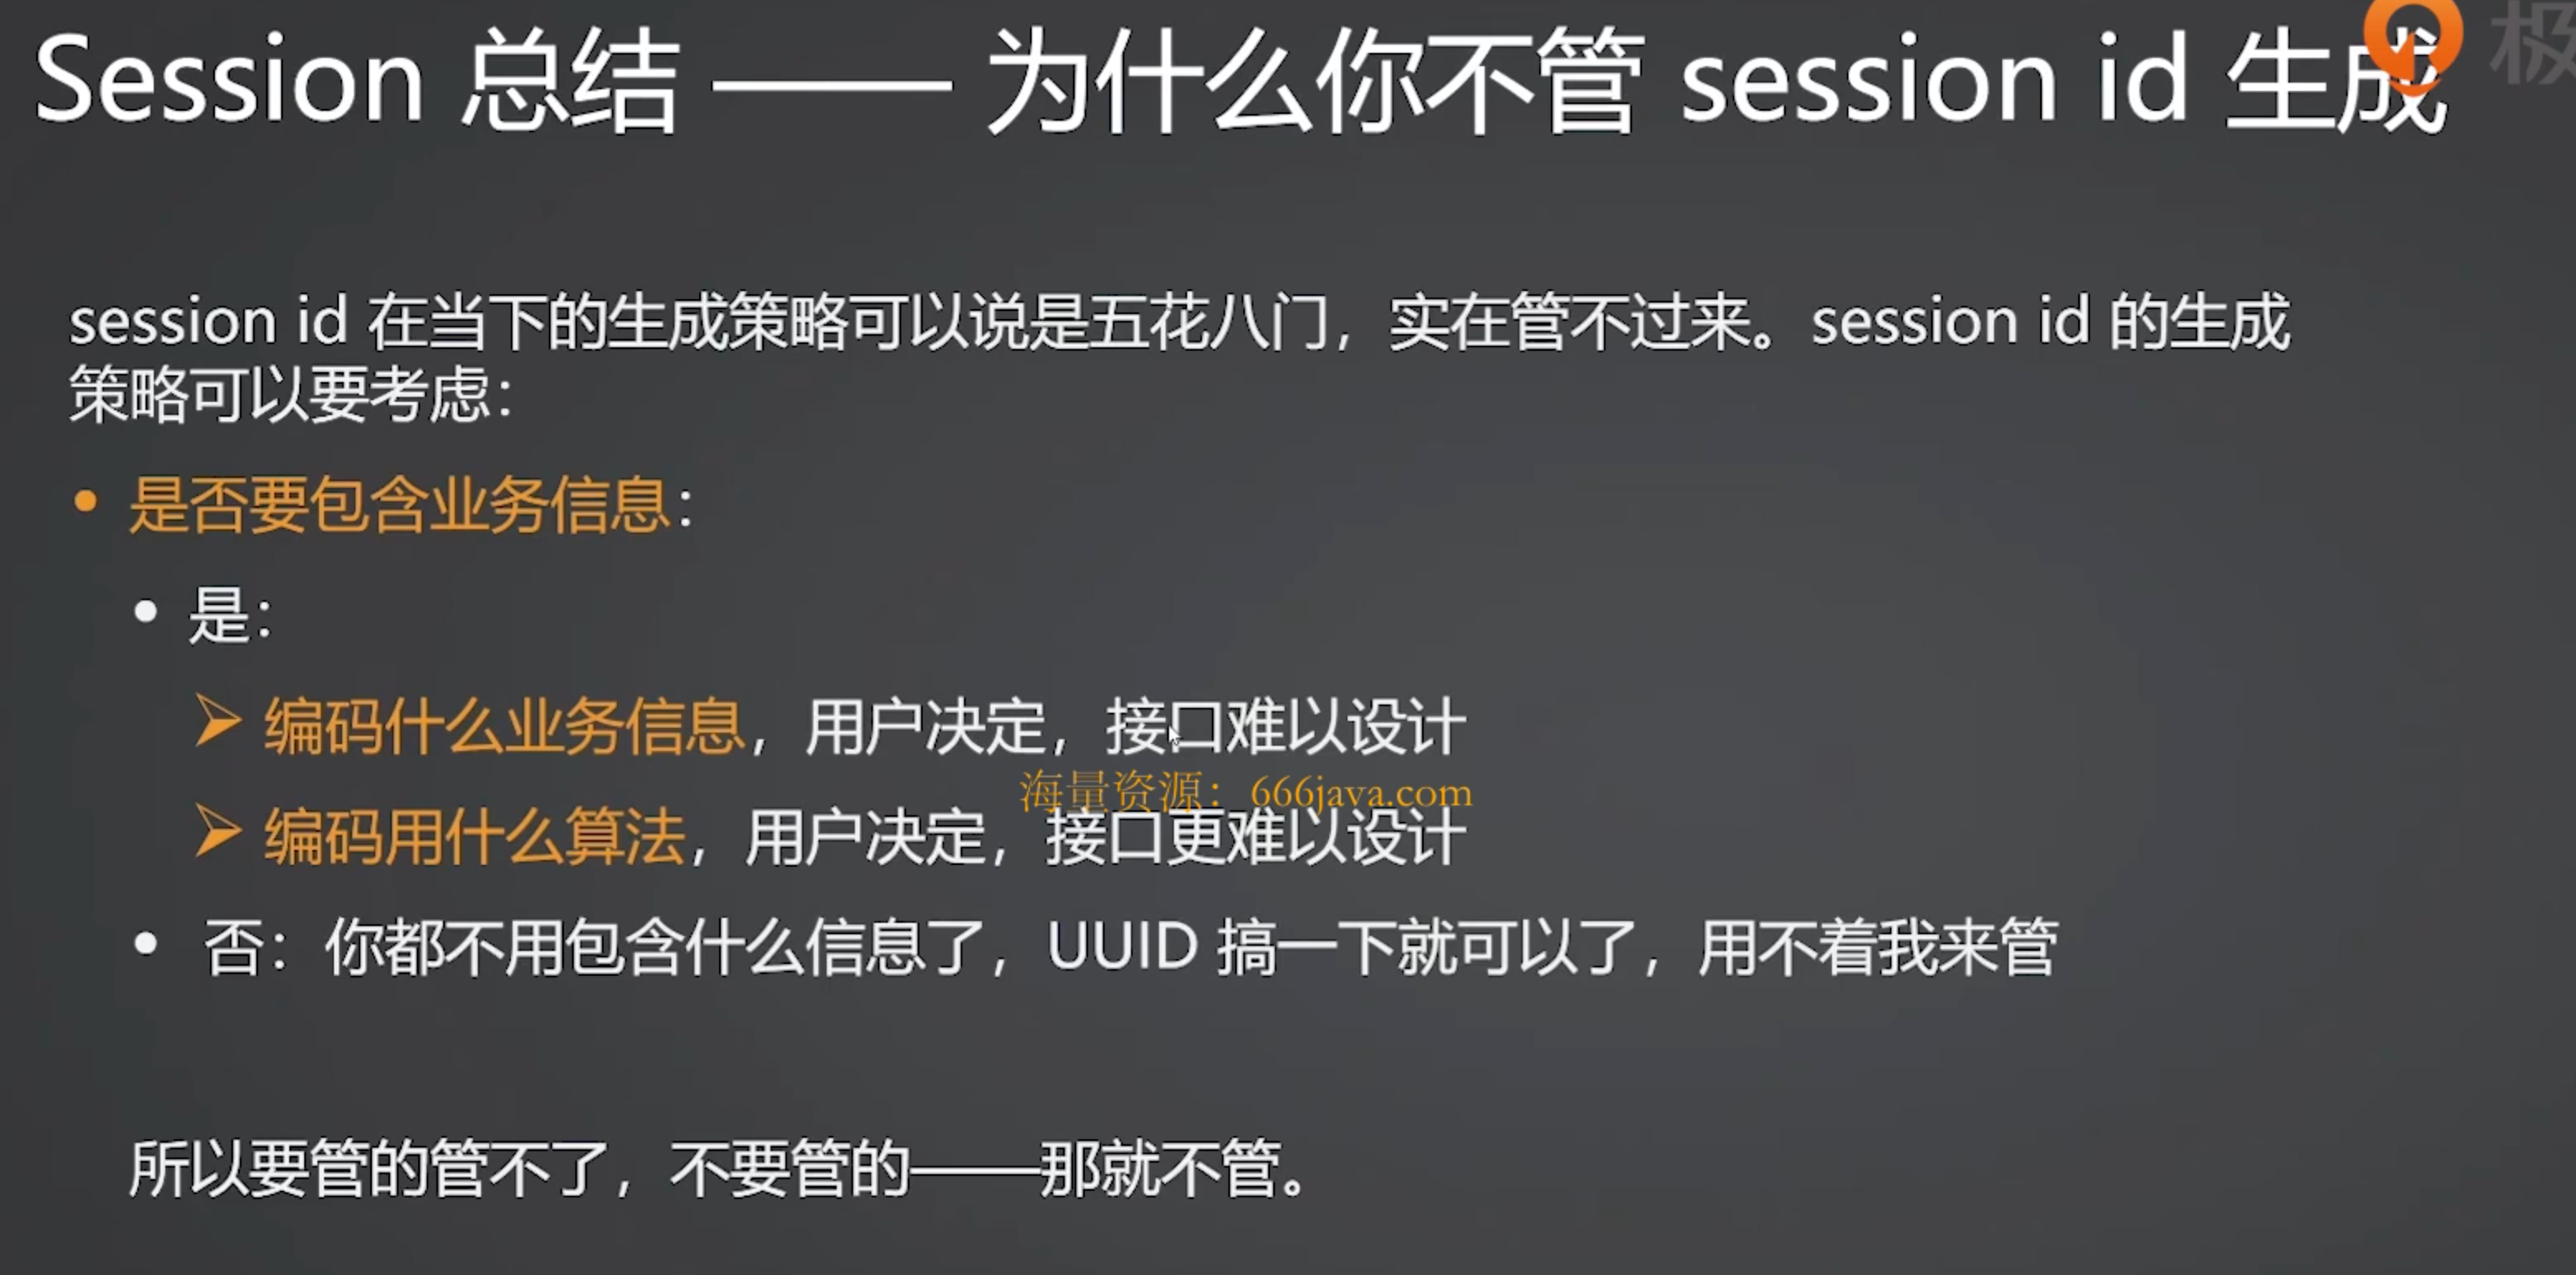 Session 总结 —— 为什么你不管 session id 生成
极
session id 在当下的生成策略可以说是五花八门，实在管不过来。session id 的生成
策略可以要考虑：
• 是否要包含业务信息：
• 是：
➢ 编码什么业务信息，用户决定，接口难以设计
海量资源：666java.com
➢ 编码用什么算法，用户决定，接口更难以设计
• 否：你都不用包含什么信息了，UUID 搞一下就可以了，用不着我来管
所以要管的管不了，不要管的——那就不管。